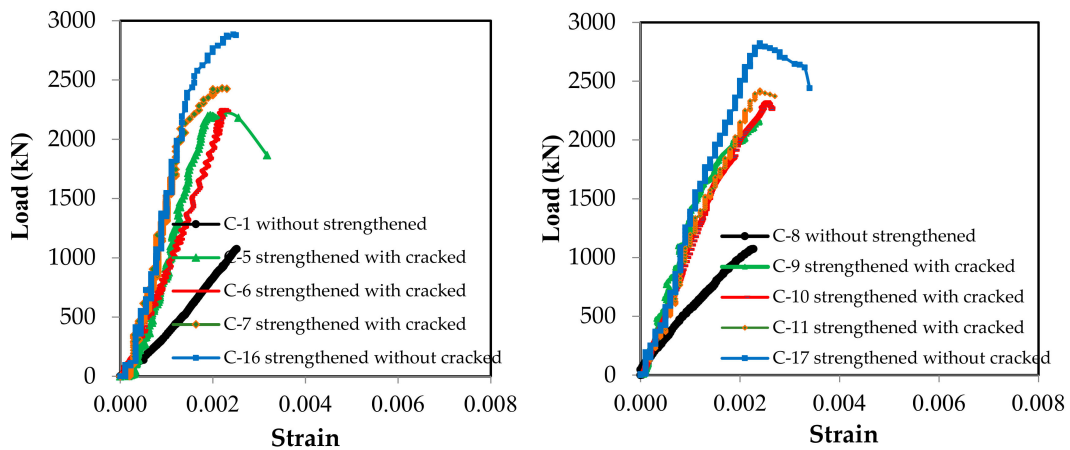 3000
2500
2000
1500
1000
500
0
Load (kN)
C-1 without strengthened
C-5 strengthened with cracked
C-6 strengthened with cracked
C-7 strengthened with cracked
C-16 strengthened without cracked
0.000 0.002 0.004 0.006 0.008
Strain
3000
2500
2000
1500
1000
500
0
Load (kN)
C-8 without strengthened
C-9 strengthened with cracked
C-10 strengthened with cracked
C-11 strengthened with cracked
C-17 strengthened without cracked
0.000 0.002 0.004 0.006 0.008
Strain